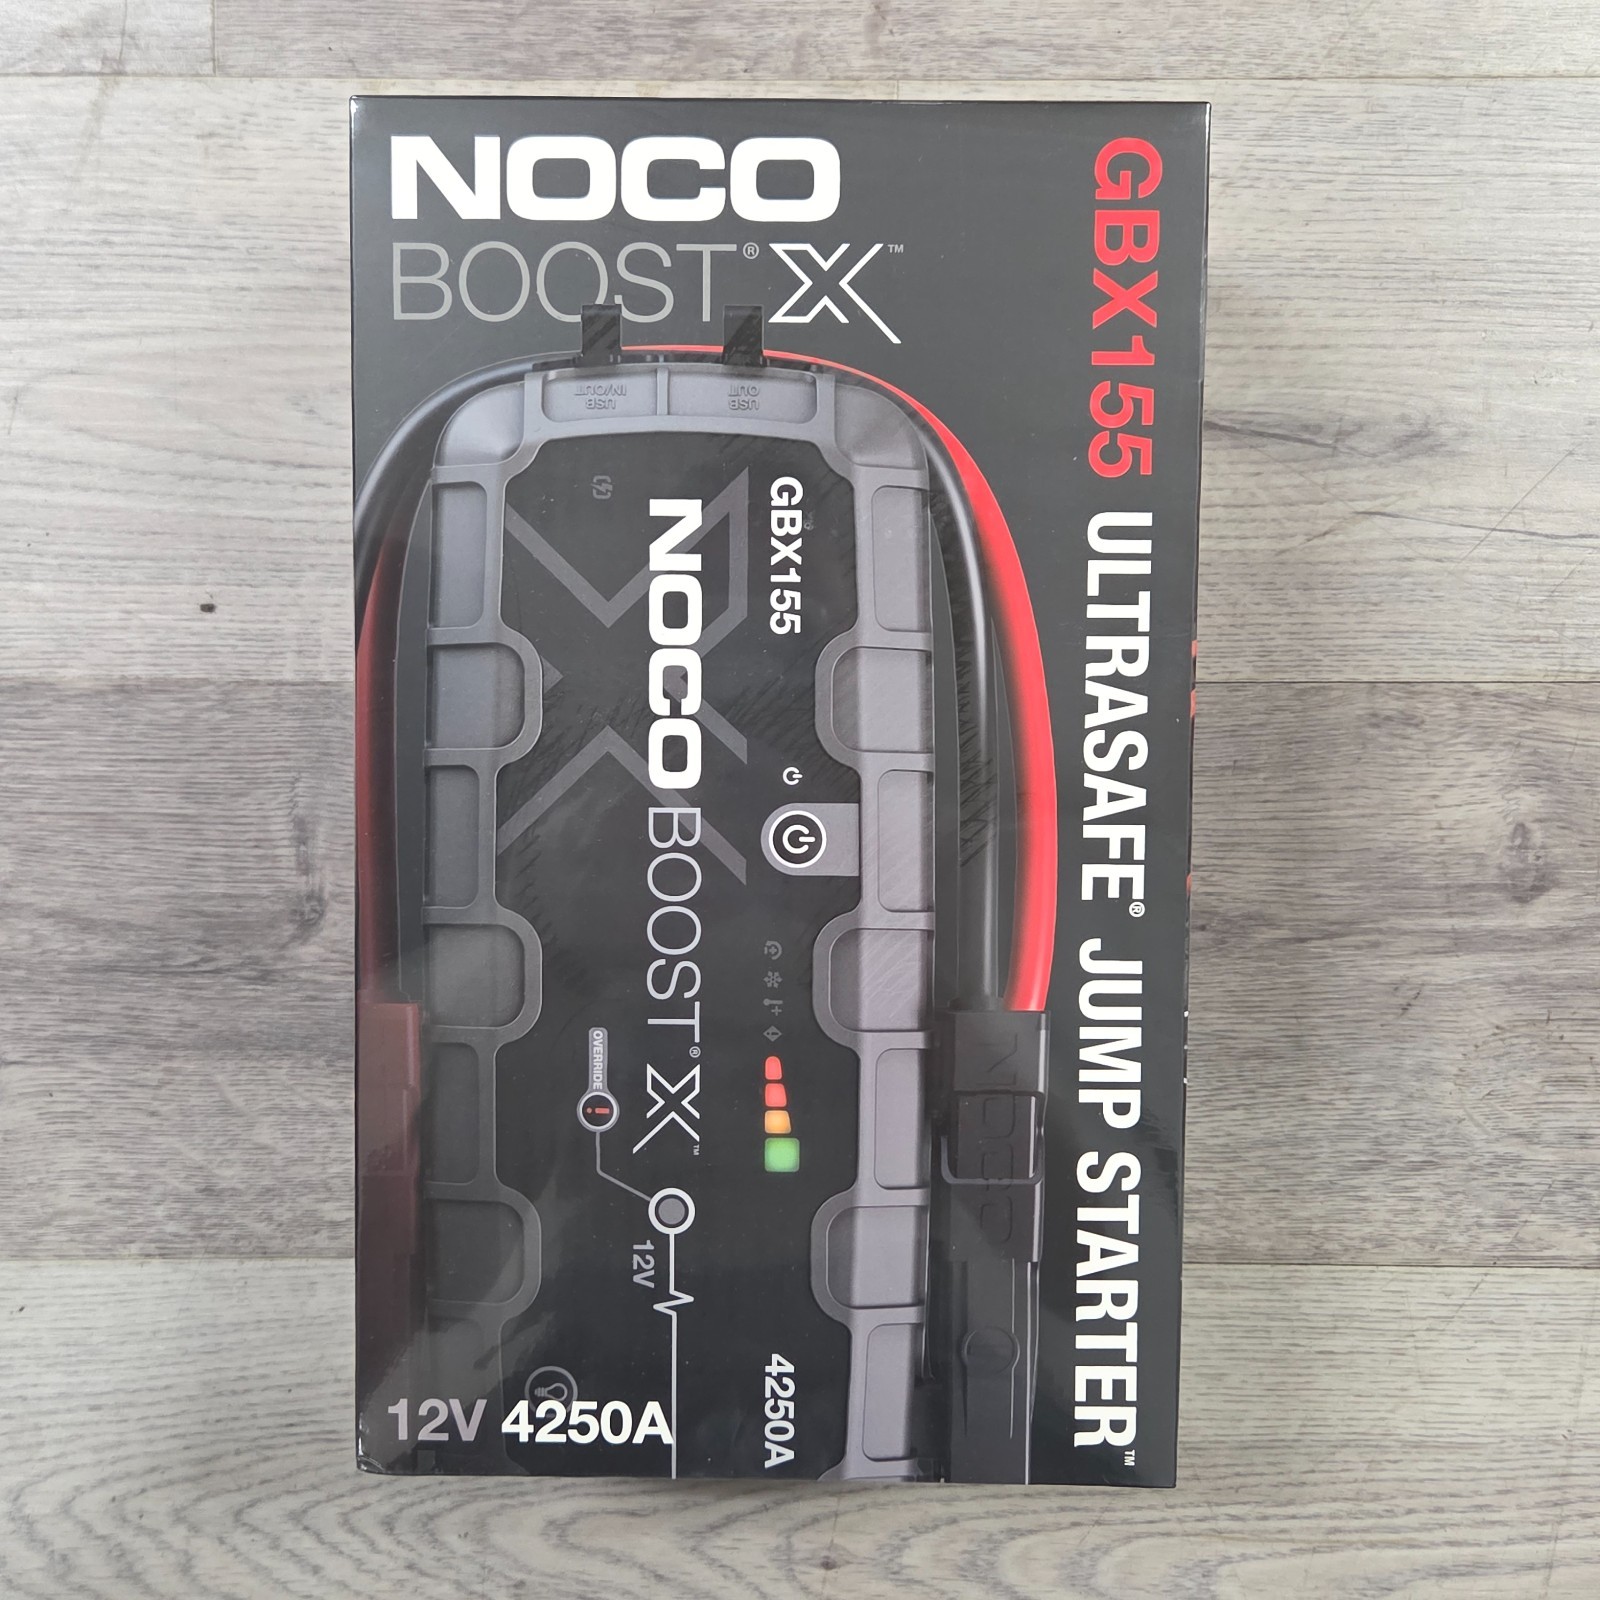 NOCO
BOOST® X™
GBX155 ULTRASAFE® JUMP STARTER™
USB
IN/OUT
USB
OUT
GBX155
4250A
NOCO BOOST® X™
OVERRIDE
12V
NOCO
12V 4250A